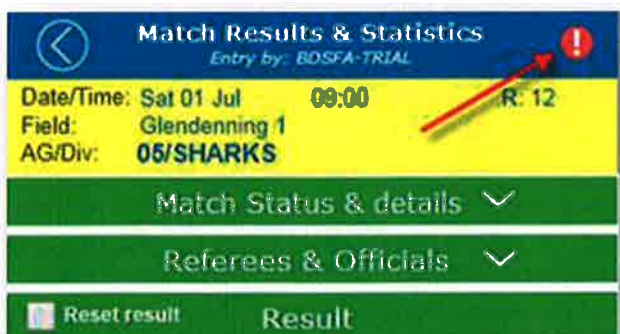 Match Results & Statistics
Entry by: BDSFA-TRIAL
Date/Time: Sat 01 Jul 09:00 R: 12
Field: Glendenning 1
AG/Div: 05/SHARKS
Match Status & details
Referees & Officials
Reset result Result